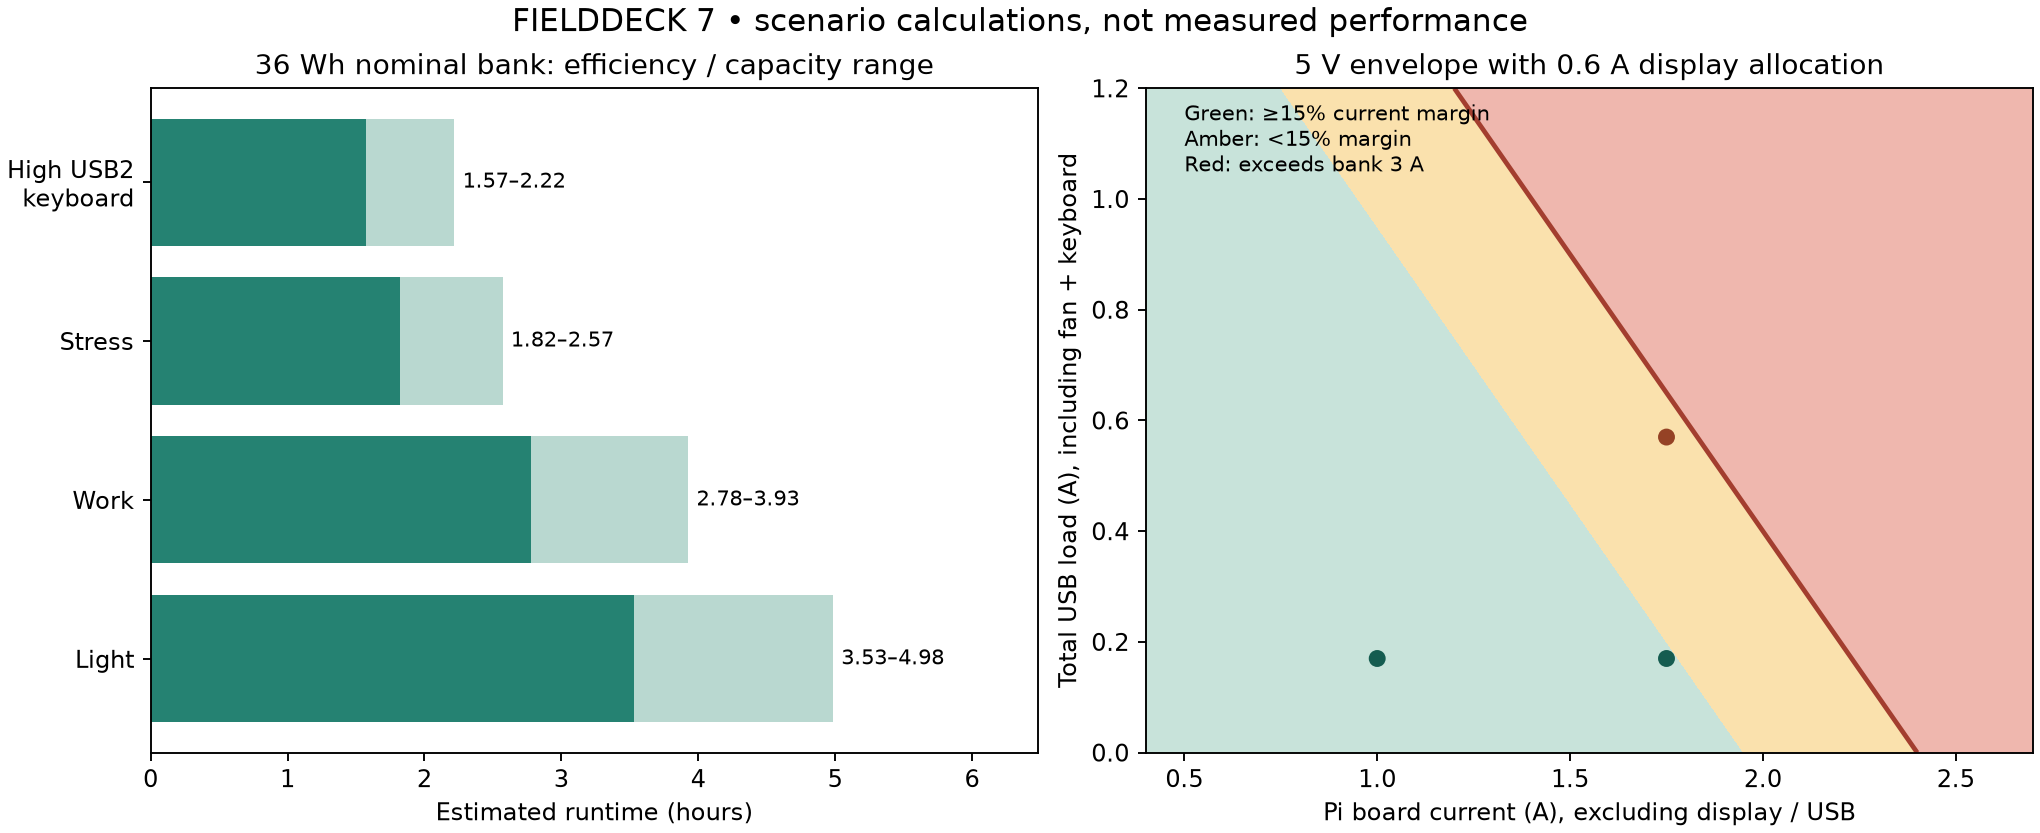 FIELDDECK 7 • scenario calculations, not measured performance
36 Wh nominal bank: efficiency / capacity range
High USB2
keyboard
1.57–2.22
Stress
1.82–2.57
Work
2.78–3.93
Light
3.53–4.98
0 1 2 3 4 5 6
Estimated runtime (hours)
5 V envelope with 0.6 A display allocation
Green: ≥15% current margin
Amber: <15% margin
Red: exceeds bank 3 A
Total USB load (A), including fan + keyboard
1.2
1.0
0.8
0.6
0.4
0.2
0.0
0.5 1.0 1.5 2.0 2.5
Pi board current (A), excluding display / USB